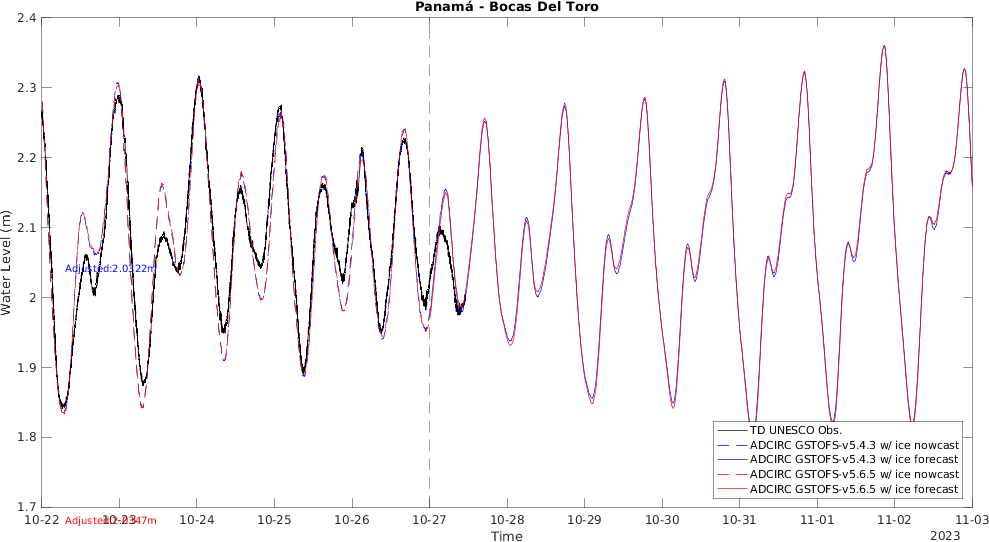 Panamá - Bocas Del Toro
2.4
2.3
2.2
2.1
2
1.9
1.8
1.7
Water Level (m)
Adjusted:2.0322m
TD UNESCO Obs.
ADCIRC GSTOFS-v5.4.3 w/ ice nowcast
ADCIRC GSTOFS-v5.4.3 w/ ice forecast
ADCIRC GSTOFS-v5.6.5 w/ ice nowcast
ADCIRC GSTOFS-v5.6.5 w/ ice forecast
10-22 10-23 10-24 10-25 10-26 10-27 10-28 10-29 10-30 10-31 11-01 11-02 11-03
Time
2023